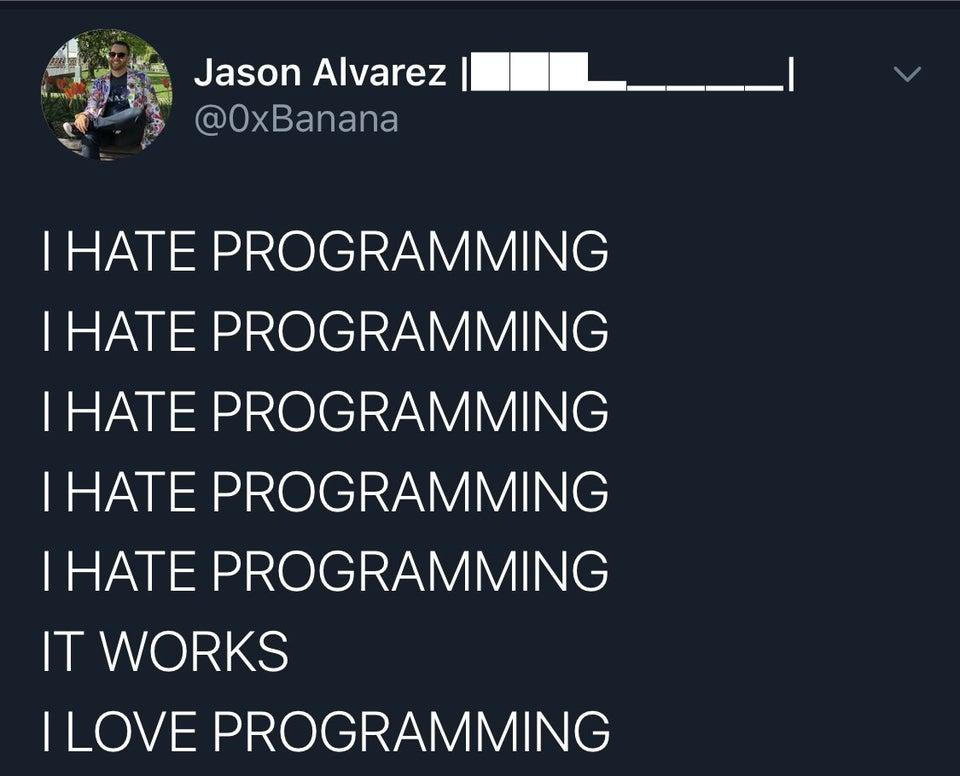 Jason Alvarez |███▂▁▁▁▁|
@0xBanana
I HATE PROGRAMMING
I HATE PROGRAMMING
I HATE PROGRAMMING
I HATE PROGRAMMING
I HATE PROGRAMMING
IT WORKS
I LOVE PROGRAMMING